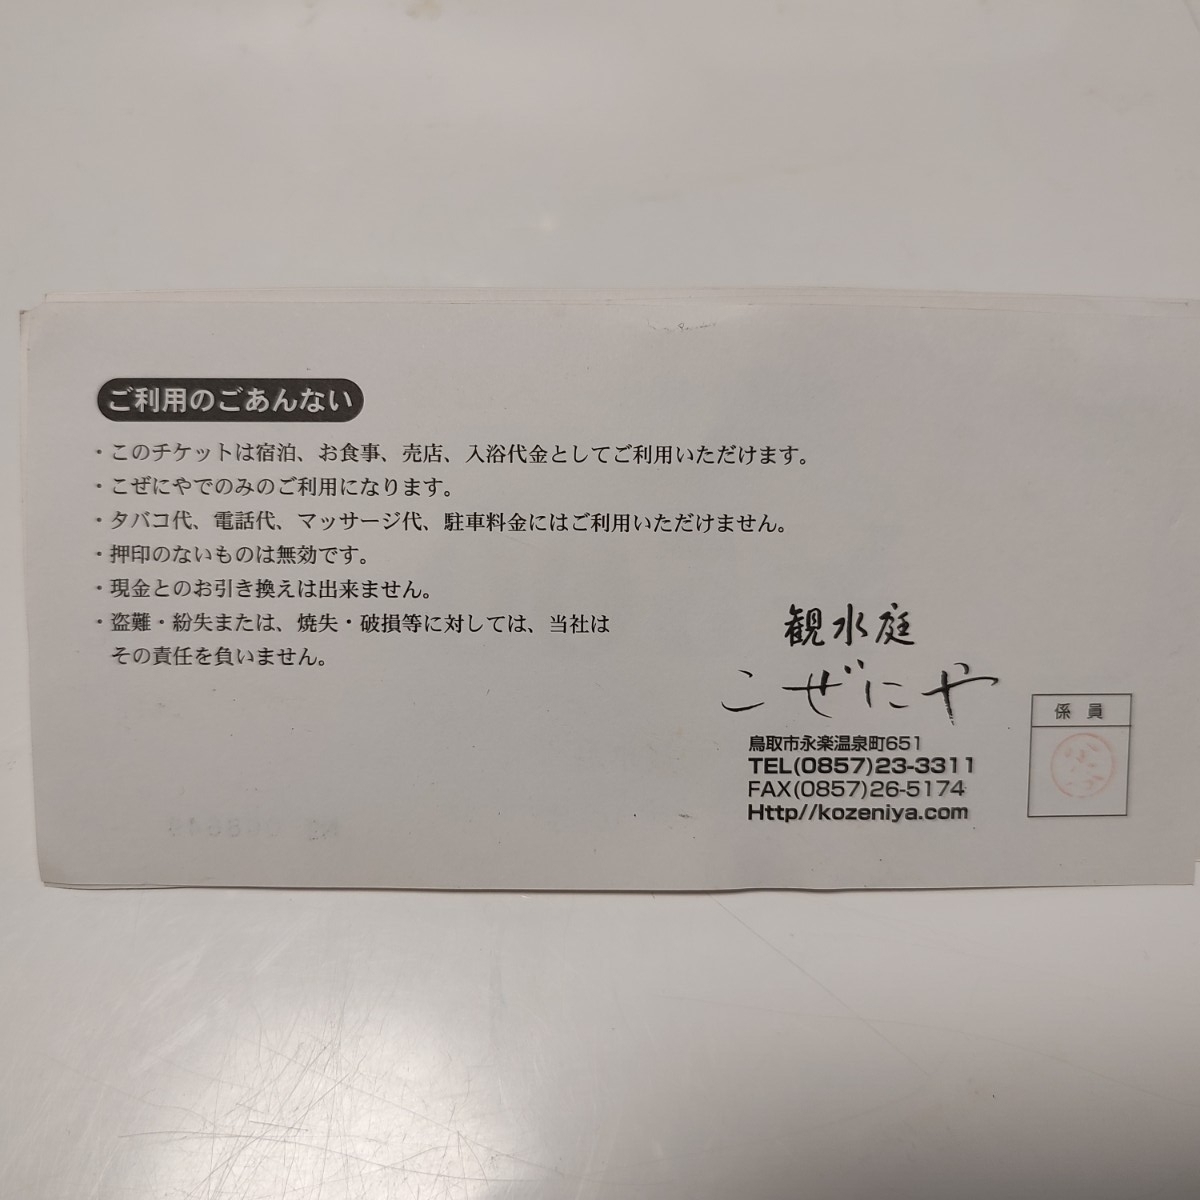 ご利用のごあんない
・このチケットは宿泊、お食事、売店、入浴代金としてご利用いただけます。
・こぜにやでのみのご利用になります。
・タバコ代、電話代、マッサージ代、駐車料金にはご利用いただけません。
・押印のないものは無効です。
・現金とのお引き換えは出来ません。
・盗難・紛失または、焼失・破損等に対しては、当社は
その責任を負いません。
観水庭
こぜにや
鳥取市永楽温泉町651
TEL(0857)23-3311
FAX(0857)26-5174
Http//kozeniya.com
係員